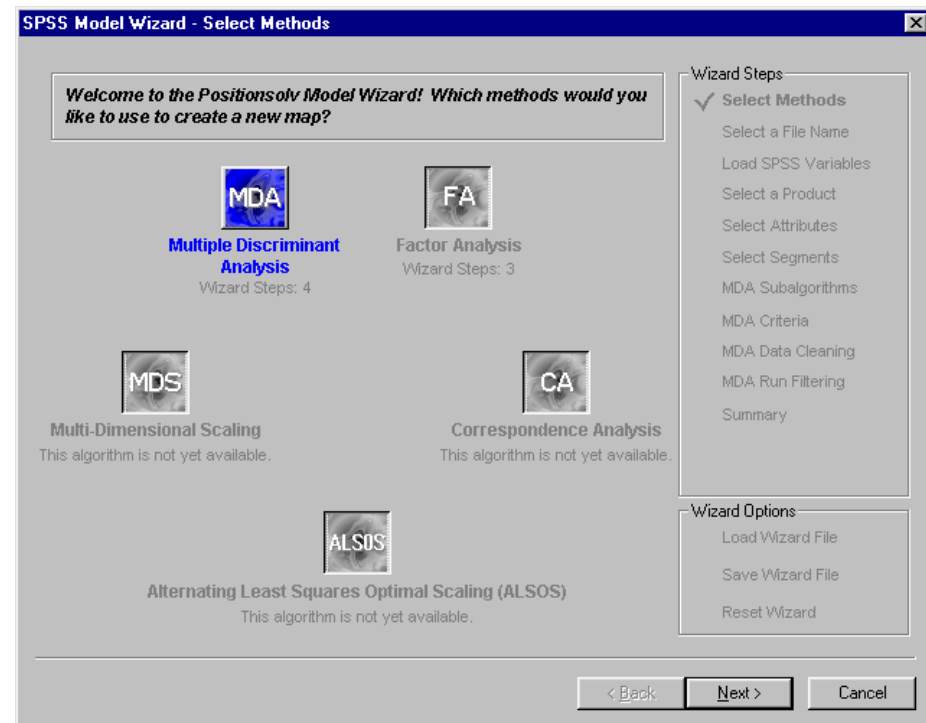 SPSS Model Wizard - Select Methods
Welcome to the Positionsolv Model Wizard! Which methods would you
like to use to create a new map?
MDA
Multiple Discriminant
Analysis
Wizard Steps: 4
FA
Factor Analysis
Wizard Steps: 3
MDS
Multi-Dimensional Scaling
This algorithm is not yet available.
CA
Correspondence Analysis
This algorithm is not yet available.
ALSOS
Alternating Least Squares Optimal Scaling (ALSOS)
This algorithm is not yet available.
Wizard Steps
Select Methods
Select a File Name
Load SPSS Variables
Select a Product
Select Attributes
Select Segments
MDA Subalgorithms
MDA Criteria
MDA Data Cleaning
MDA Run Filtering
Summary
Wizard Options
Load Wizard File
Save Wizard File
Reset Wizard
< Back
Next >
Cancel